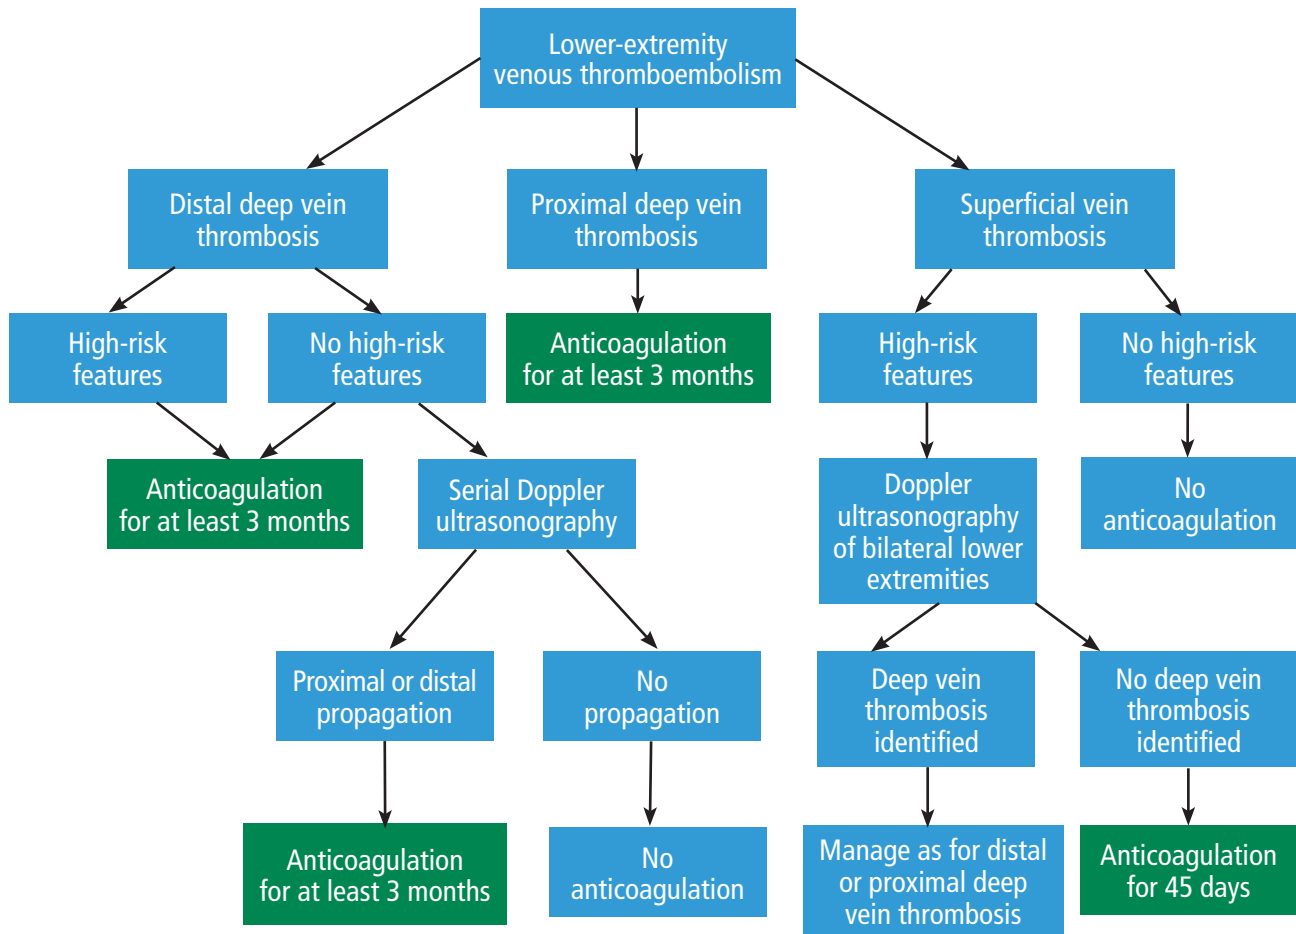 Lower-extremity
venous thromboembolism
Distal deep vein
thrombosis
Proximal deep vein
thrombosis
Superficial vein
thrombosis
High-risk
features
No high-risk
features
Anticoagulation
for at least 3 months
High-risk
features
No high-risk
features
Anticoagulation
for at least 3 months
Serial Doppler
ultrasonography
Doppler
ultrasonography
of bilateral lower
extremities
No
anticoagulation
Proximal or distal
propagation
No
propagation
Deep vein
thrombosis
identified
No deep vein
thrombosis
identified
Anticoagulation
for at least 3 months
No
anticoagulation
Manage as for distal
or proximal deep
vein thrombosis
Anticoagulation
for 45 days